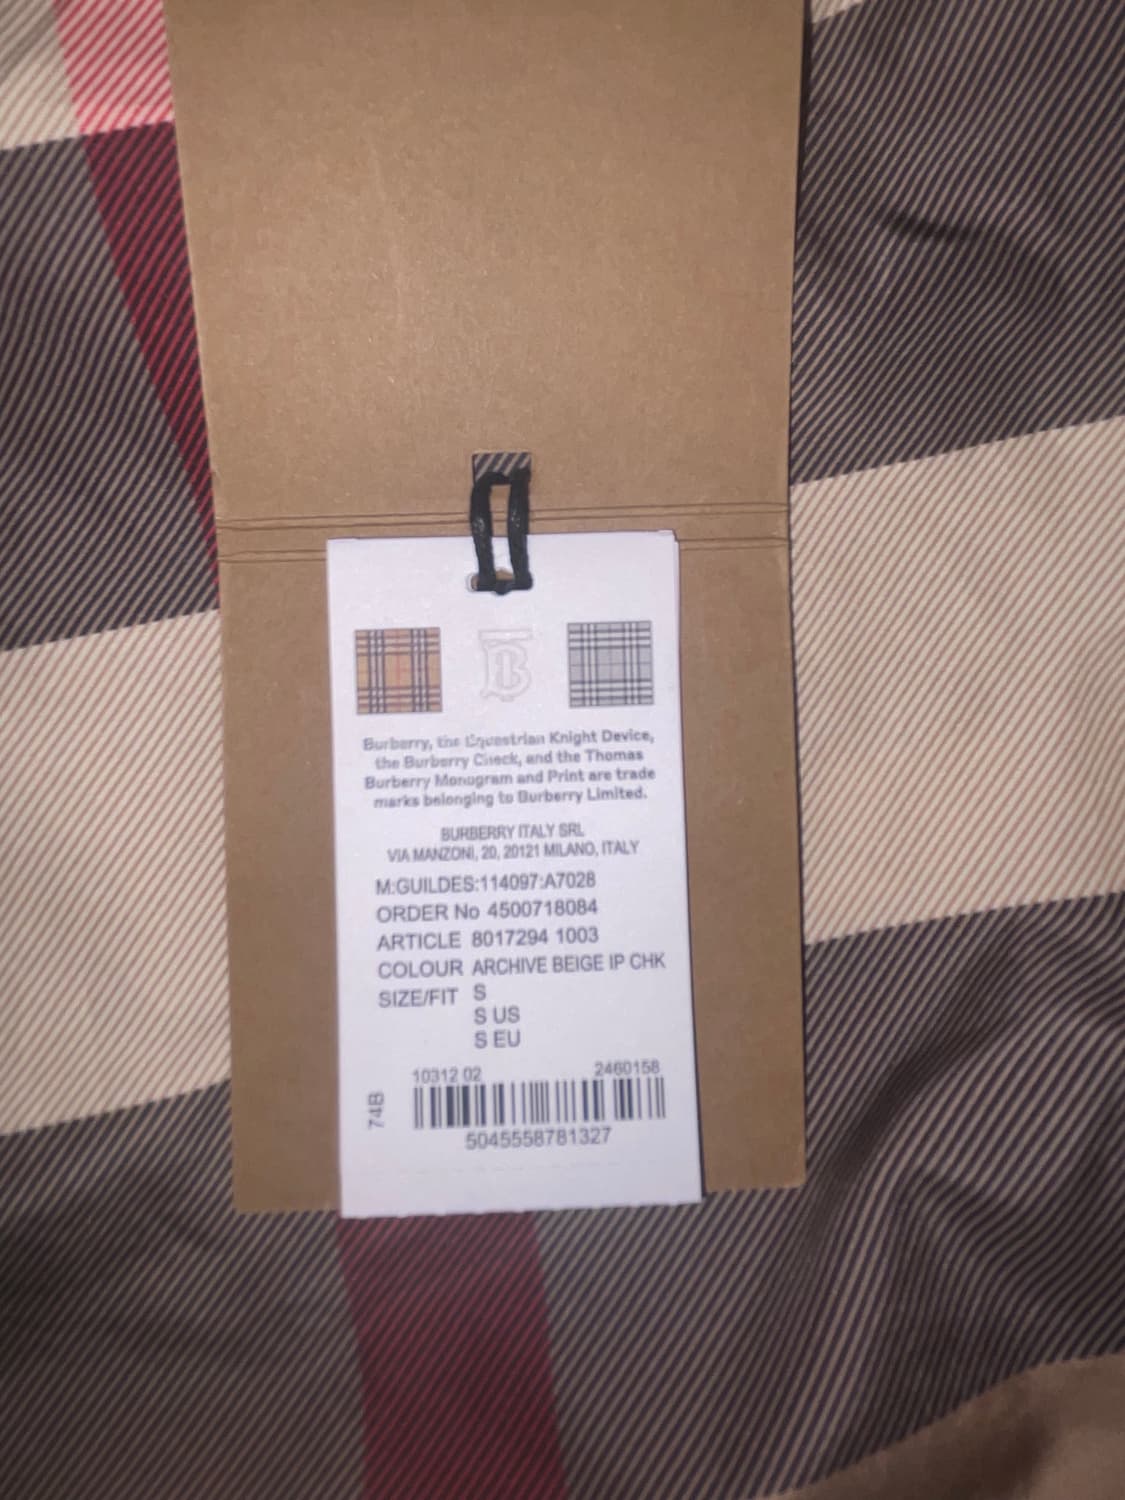 Burberry, the Equestrian Knight Device,
the Burberry Check, and the Thomas
Burberry Monogram and Print are trade
marks belonging to Burberry Limited.
BURBERRY ITALY SRL
VIA MANZONI, 20, 20121 MILANO, ITALY
M:GUILDES:114097:A7028
ORDER No 4500718084
ARTICLE 8017294 1003
COLOUR ARCHIVE BEIGE IP CHK
SIZE/FIT S
S US
S EU
10312 02 2460158
74B
5045558781327